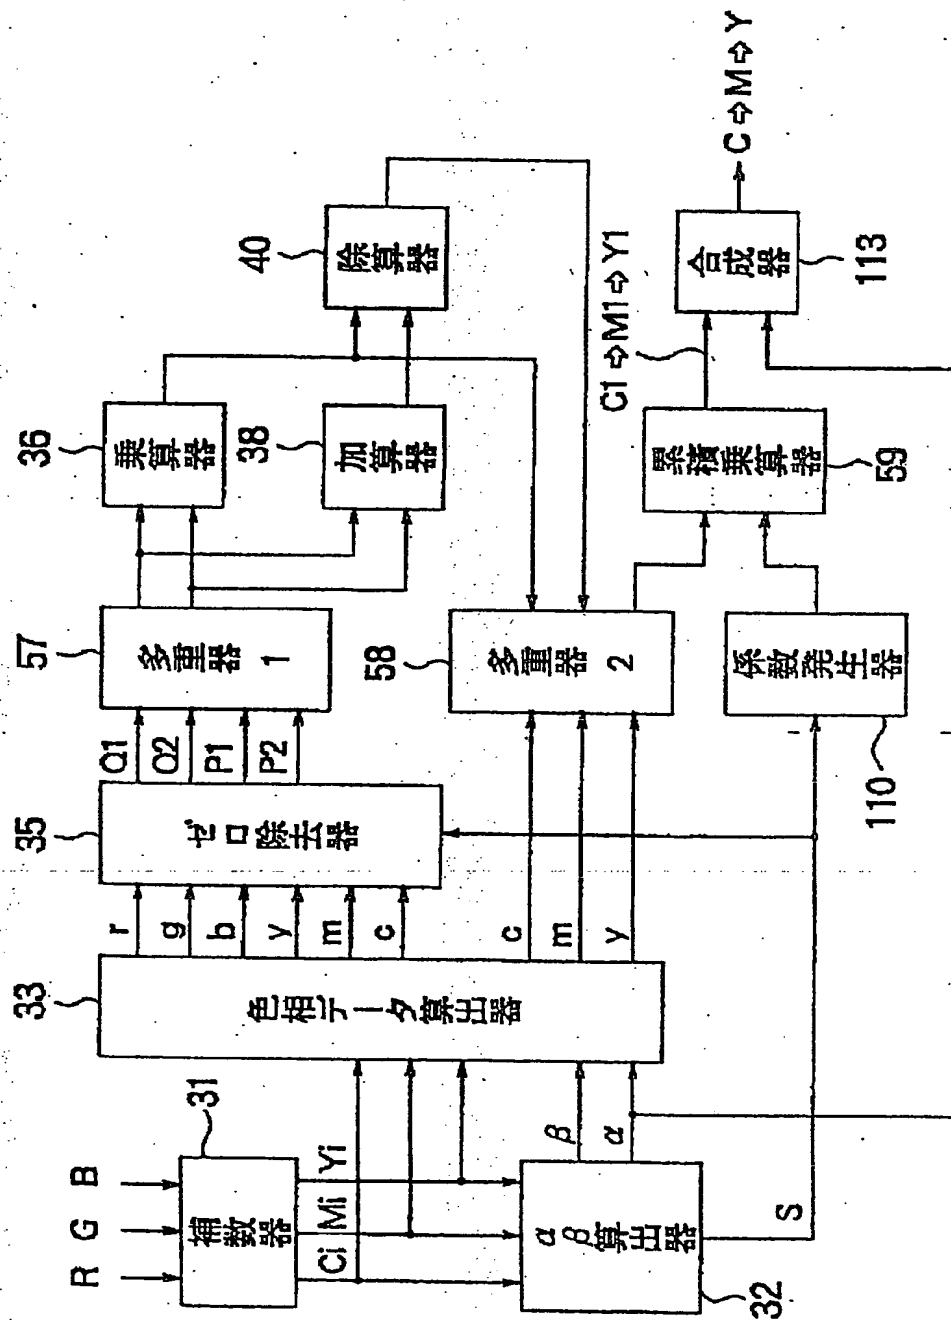 R
G
B
31
補数器
Ci
Mi
Yi
32
αβ算出器
β
α
S
33
色相データ算出器
r
g
b
y
m
c
c
m
y
35
ゼロ除去器
Q1
Q2
P1
P2
57
多重器
1
58
多重器
2
110
係数発生器
36
乗算器
38
加算器
40
除算器
59
累積乗算器
C1⇨M1⇨Y1
113
合成器
C⇨M⇨Y